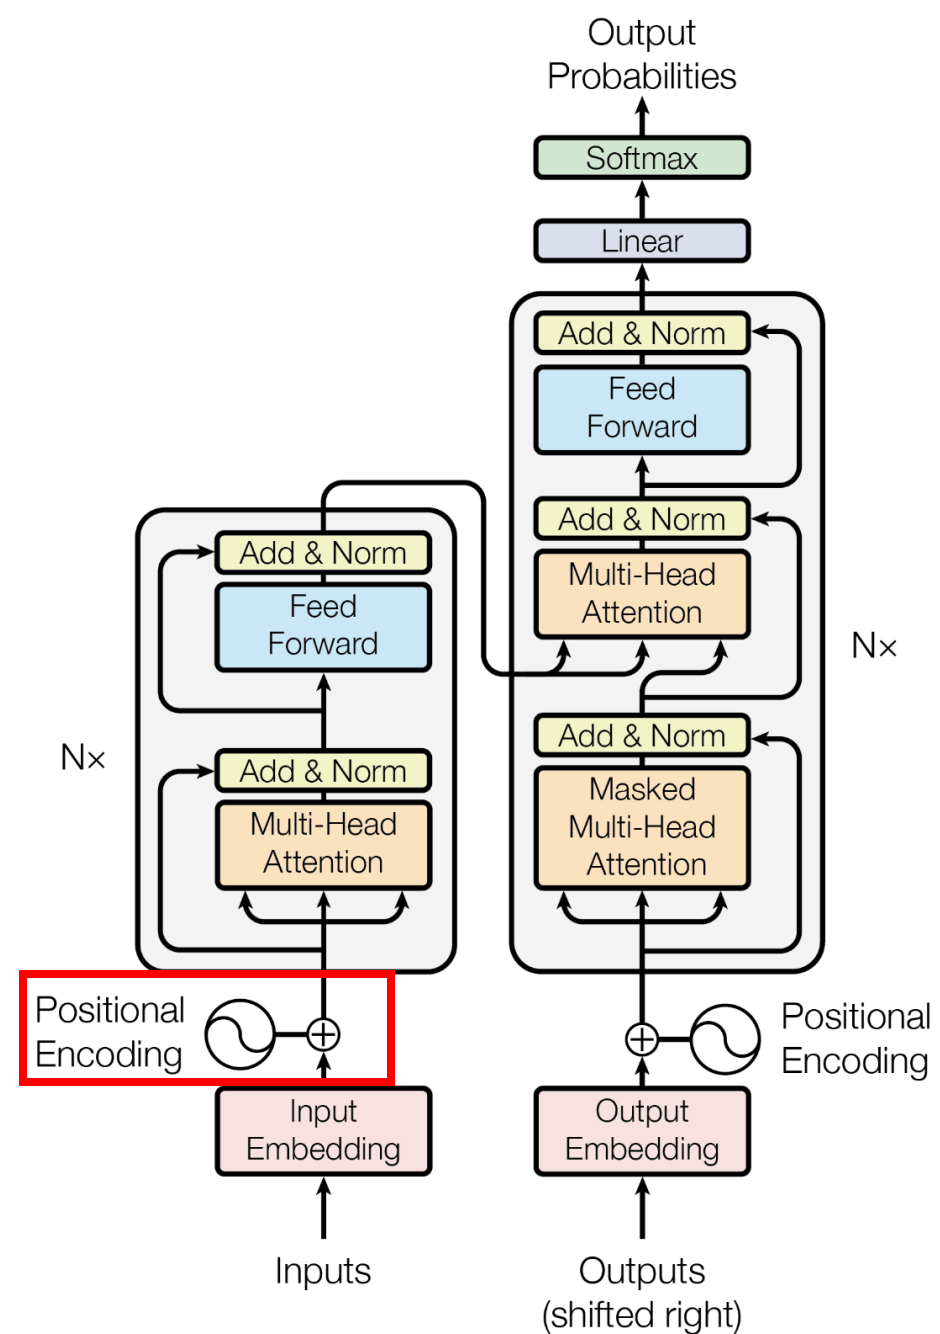 Output
Probabilities
Softmax
Linear
Add & Norm
Feed
Forward
Add & Norm
Multi-Head
Attention
Add & Norm
Masked
Multi-Head
Attention
N×
Add & Norm
Feed
Forward
Add & Norm
Multi-Head
Attention
N×
Positional
Encoding
Positional
Encoding
Input
Embedding
Output
Embedding
Inputs
Outputs
(shifted right)